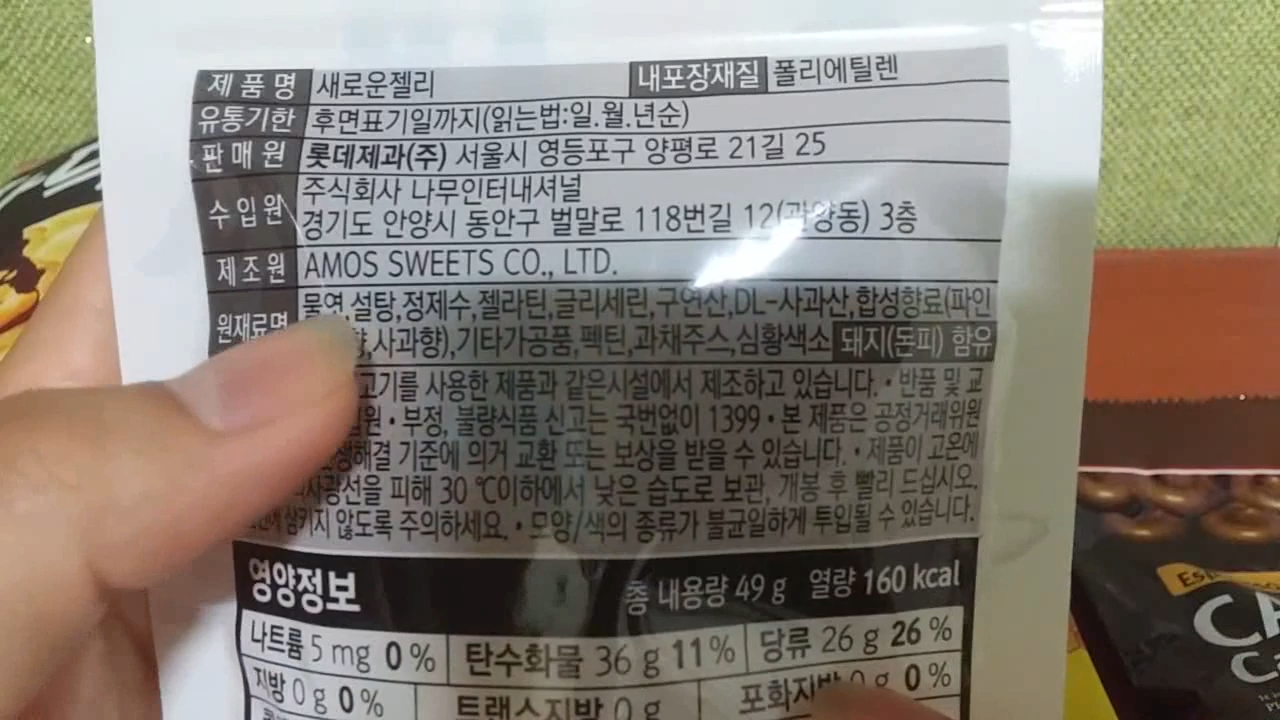 제품명 새로운젤리 내포장재질 폴리에틸렌
유통기한 후면표기일까지(읽는법:일.월.년순)
판매원 롯데제과(주) 서울시 영등포구 양평로 21길 25
수입원 주식회사 나무인터내셔널
경기도 안양시 동안구 벌말로 118번길 12(관양동) 3층
제조원 AMOS SWEETS CO., LTD.
원재료명 물엿,설탕,정제수,젤라틴,글리세린,구연산,DL-사과산,합성향료(파인
,사과향),기타가공품,펙틴,과채주스,심황색소 돼지(돈피) 함유
고기를 사용한 제품과 같은시설에서 제조하고 있습니다. • 반품 및 교
• 부정, 불량식품 신고는 국번없이 1399 • 본 제품은 공정거래위원
기준에 의거 교환 또는 보상을 받을 수 있습니다. • 제품이 고온에
피해 30 ℃이하에서 낮은 습도로 보관, 개봉 후 빨리 드십시오.
삼키지 않도록 주의하세요. • 모양/색의 종류가 불균일하게 투입될 수 있습니다.
영양정보 총 내용량 49 g 열량 160 kcal
나트륨 5 mg 0 % 탄수화물 36 g 11 % 당류 26 g 26 %
지방 0 g 0 % 트랜스지방 0 g 포화지방 0 g 0 %